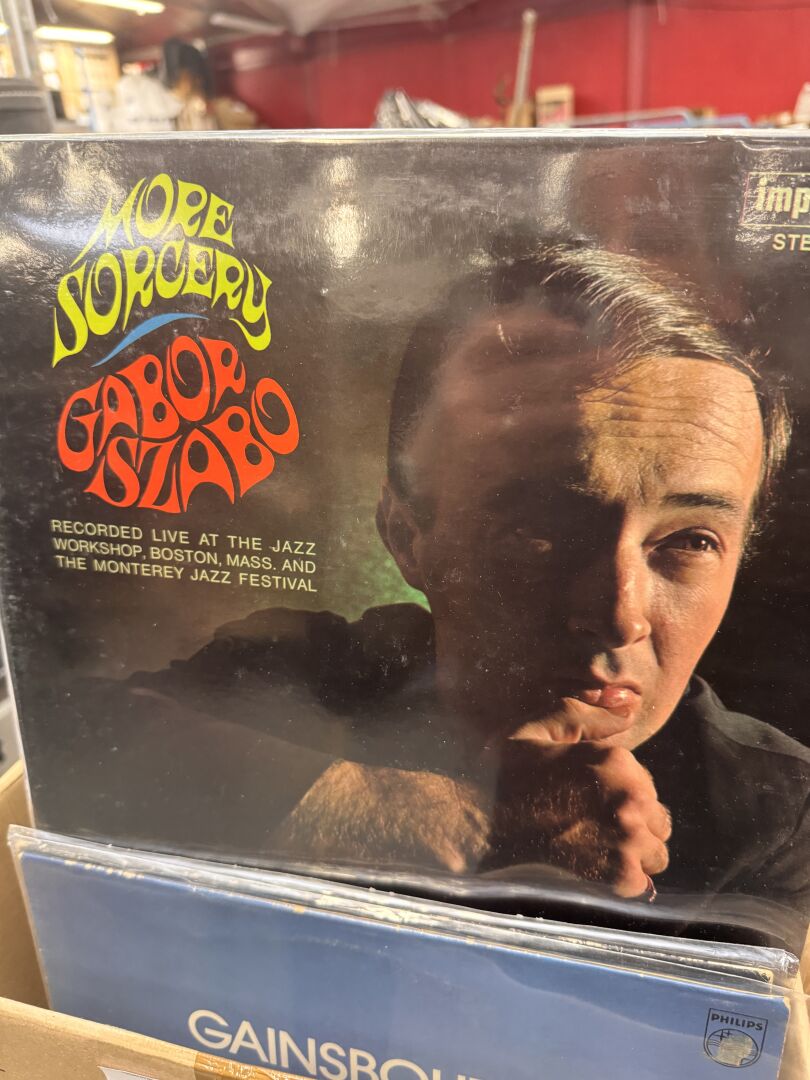 MORE
SORCERY
GABOR
SZABO
RECORDED LIVE AT THE JAZZ
WORKSHOP, BOSTON, MASS. AND
THE MONTEREY JAZZ FESTIVAL
imp
STE
PHILIPS
GAINSBOU